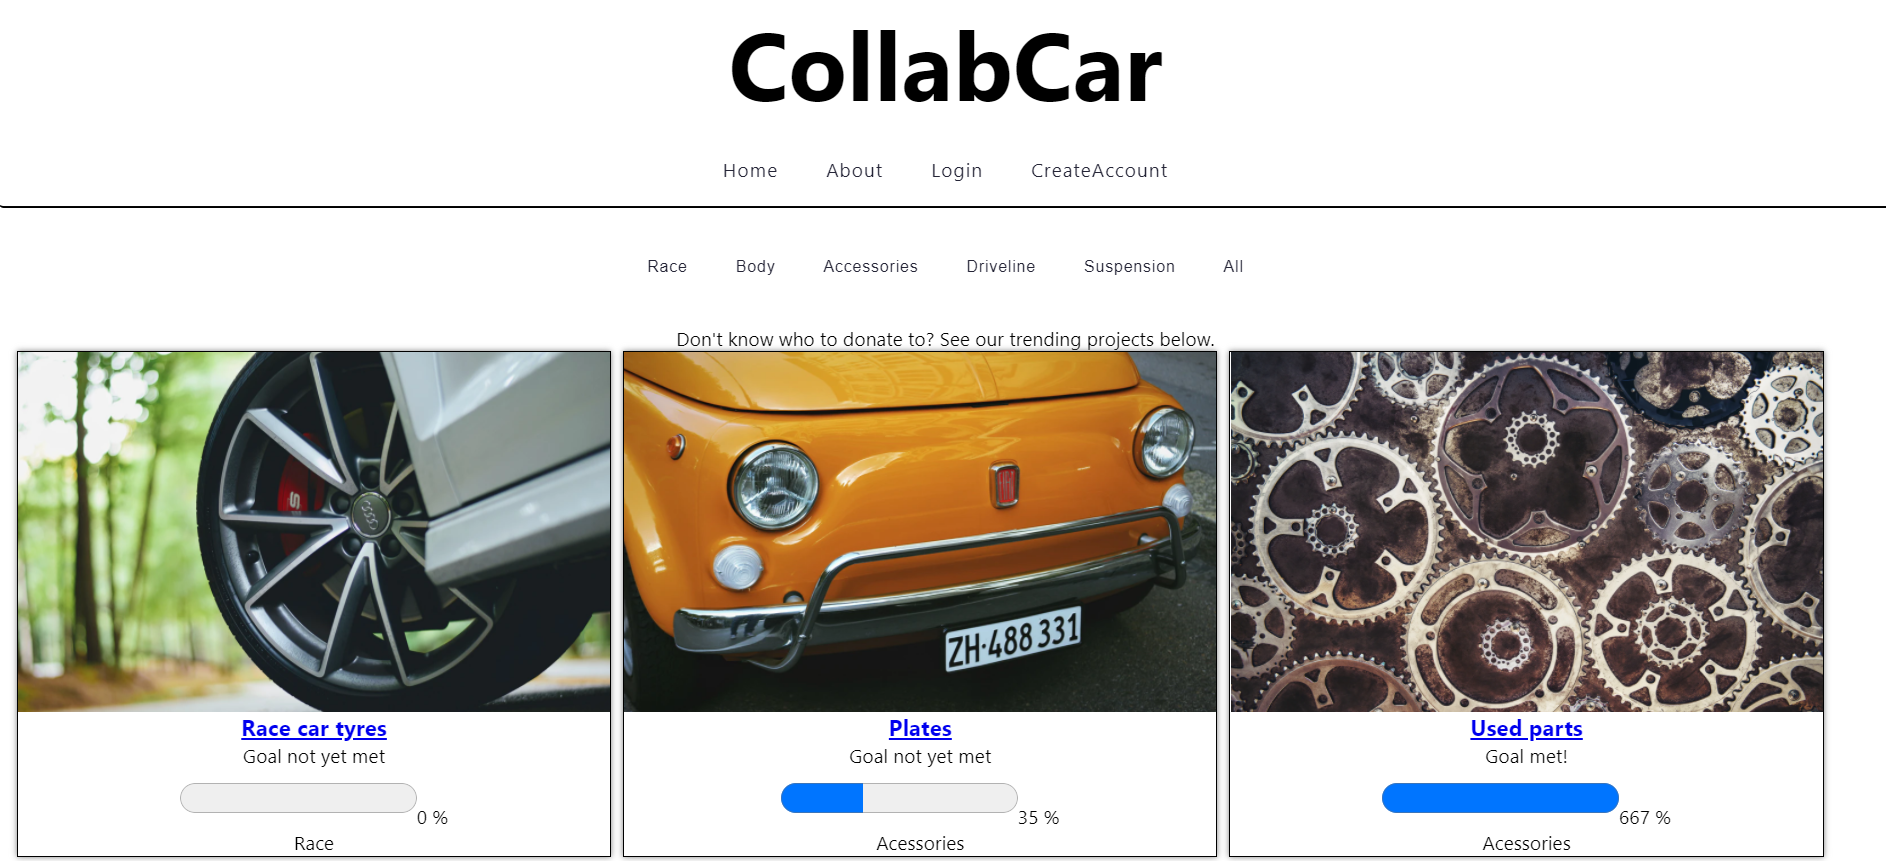 CollabCar
Home About Login CreateAccount
Race Body Accessories Driveline Suspension All
Don't know who to donate to? See our trending projects below.
S
ZH·488 331
Race car tyres
Goal not yet met
0 %
Race
Plates
Goal not yet met
35 %
Acessories
Used parts
Goal met!
667 %
Acessories